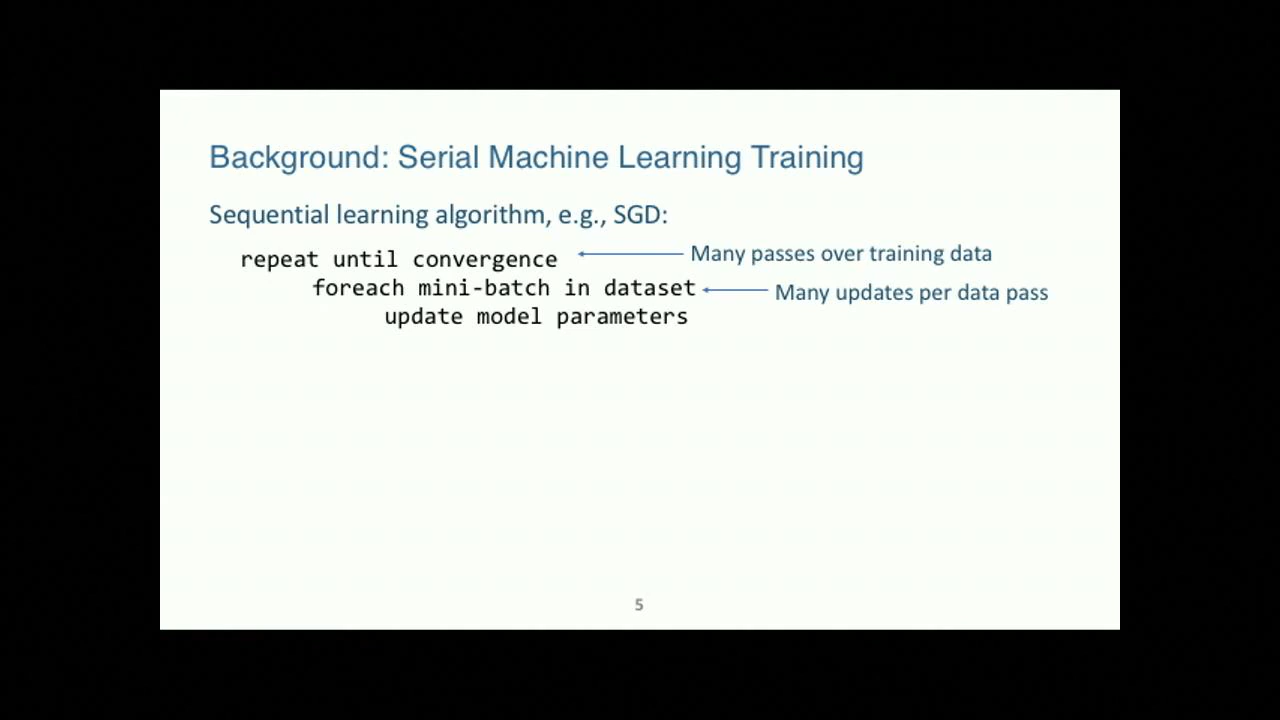 Background: Serial Machine Learning Training
Sequential learning algorithm, e.g., SGD:
repeat until convergence
Many passes over training data
foreach mini-batch in dataset
Many updates per data pass
update model parameters
5